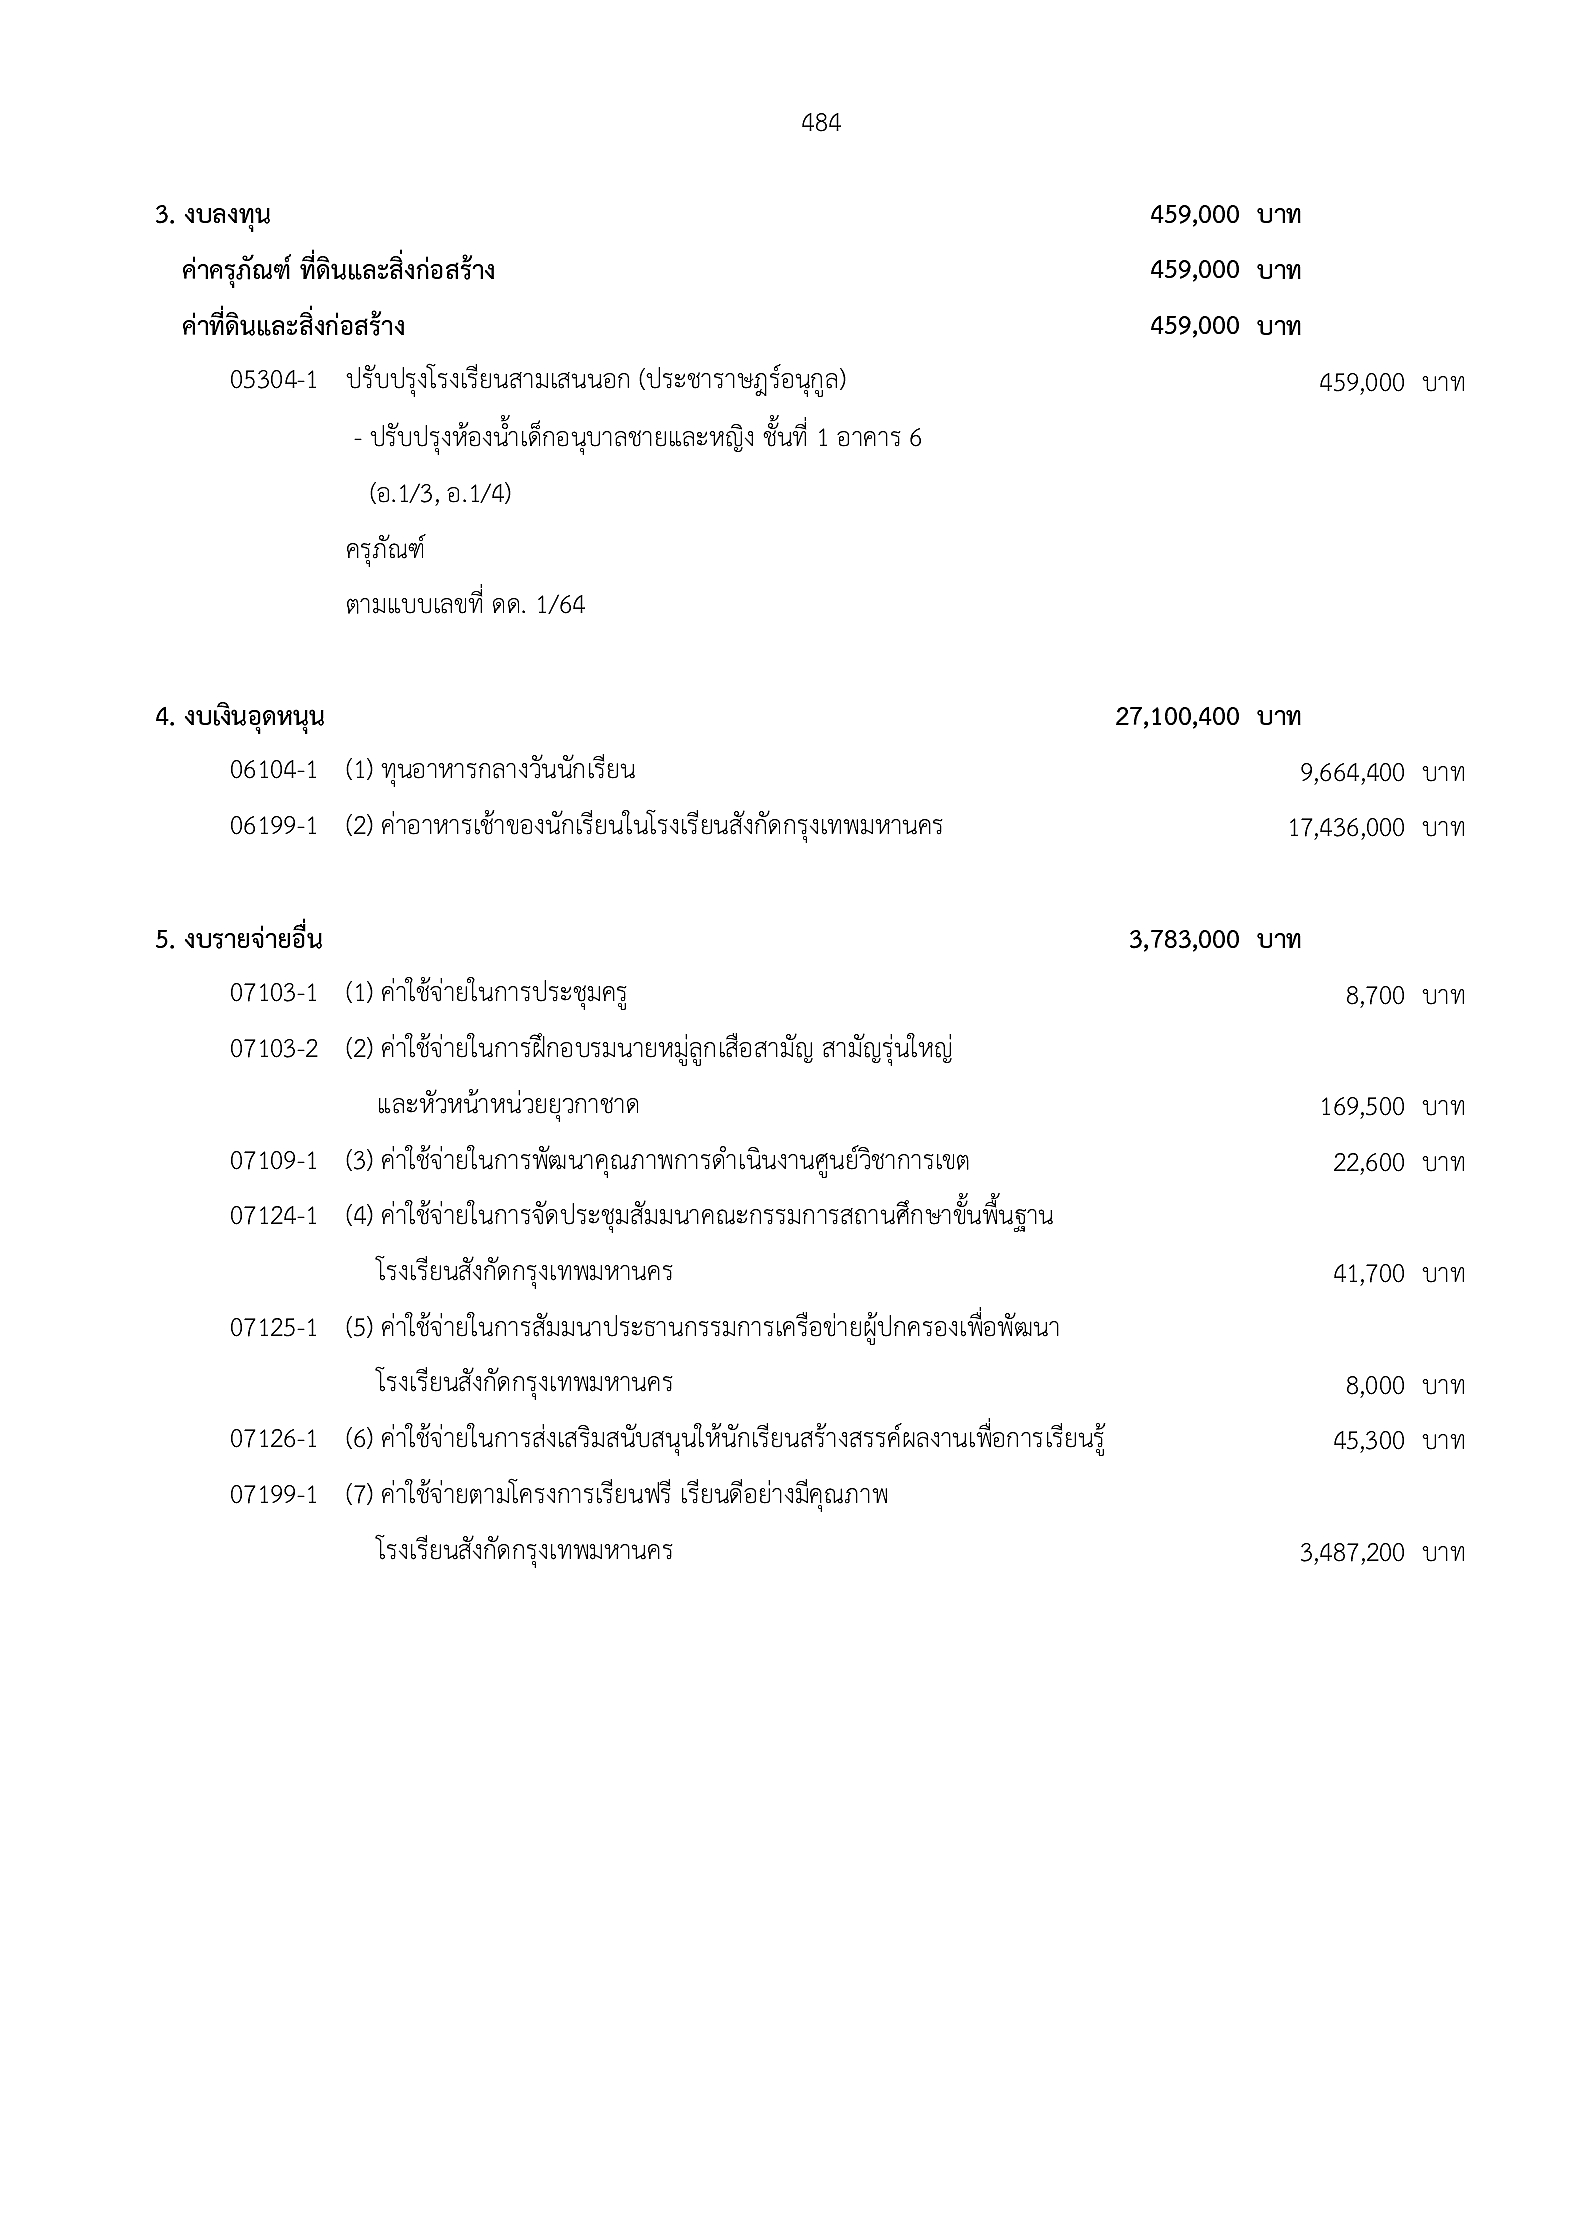 484
3. งบลงทุน 459,000 บาท
ค่าครุภัณฑ์ ที่ดินและสิ่งก่อสร้าง 459,000 บาท
ค่าที่ดินและสิ่งก่อสร้าง 459,000 บาท
05304-1 ปรับปรุงโรงเรียนสามเสนนอก (ประชาราษฎร์อนุกูล) 459,000 บาท
- ปรับปรุงห้องน้ำเด็กอนุบาลชายและหญิง ชั้นที่ 1 อาคาร 6
(อ.1/3, อ.1/4)
ครุภัณฑ์
ตามแบบเลขที่ ดด. 1/64
4. งบเงินอุดหนุน 27,100,400 บาท
06104-1 (1) ทุนอาหารกลางวันนักเรียน 9,664,400 บาท
06199-1 (2) ค่าอาหารเช้าของนักเรียนในโรงเรียนสังกัดกรุงเทพมหานคร 17,436,000 บาท
5. งบรายจ่ายอื่น 3,783,000 บาท
07103-1 (1) ค่าใช้จ่ายในการประชุมครู 8,700 บาท
07103-2 (2) ค่าใช้จ่ายในการฝึกอบรมนายหมู่ลูกเสือสามัญ สามัญรุ่นใหญ่
และหัวหน้าหน่วยยุวกาชาด 169,500 บาท
07109-1 (3) ค่าใช้จ่ายในการพัฒนาคุณภาพการดำเนินงานศูนย์วิชาการเขต 22,600 บาท
07124-1 (4) ค่าใช้จ่ายในการจัดประชุมสัมมนาคณะกรรมการสถานศึกษาขั้นพื้นฐาน
โรงเรียนสังกัดกรุงเทพมหานคร 41,700 บาท
07125-1 (5) ค่าใช้จ่ายในการสัมมนาประธานกรรมการเครือข่ายผู้ปกครองเพื่อพัฒนา
โรงเรียนสังกัดกรุงเทพมหานคร 8,000 บาท
07126-1 (6) ค่าใช้จ่ายในการส่งเสริมสนับสนุนให้นักเรียนสร้างสรรค์ผลงานเพื่อการเรียนรู้ 45,300 บาท
07199-1 (7) ค่าใช้จ่ายตามโครงการเรียนฟรี เรียนดีอย่างมีคุณภาพ
โรงเรียนสังกัดกรุงเทพมหานคร 3,487,200 บาท